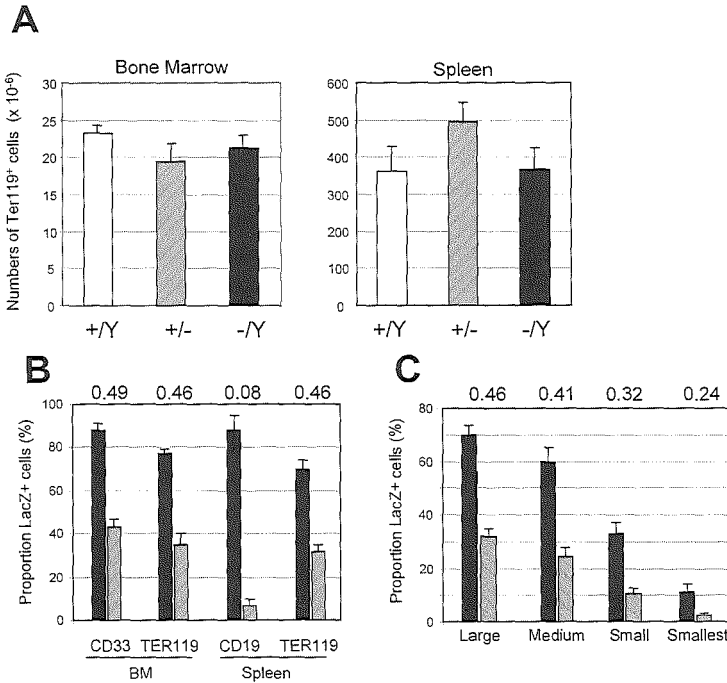 A
Bone Marrow
Spleen
Numbers of Ter119+ cells (x 10-6)
30
25
20
15
10
5
0
600
500
400
300
200
100
0
+/Y
+/-
-/Y
+/Y
+/-
-/Y
B
0.49
0.46
0.08
0.46
Proportion LacZ+ cells (%)
100
80
60
40
20
0
CD33
TER119
CD19
TER119
BM
Spleen
C
0.46
0.41
0.32
0.24
Proportion LacZ+ cells (%)
80
60
40
20
0
Large
Medium
Small
Smallest